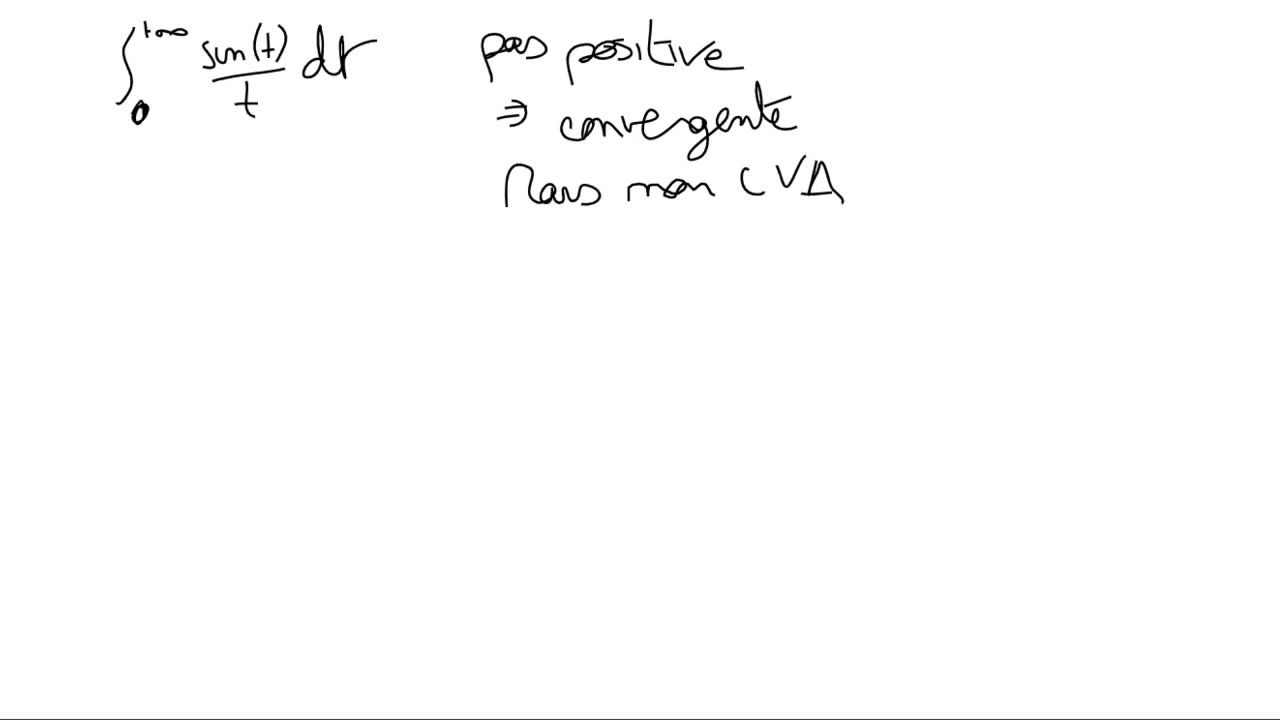 ∫₀^{+∞} sin(t)/t dt
pas positive
⇒ convergente
Mais non CVA